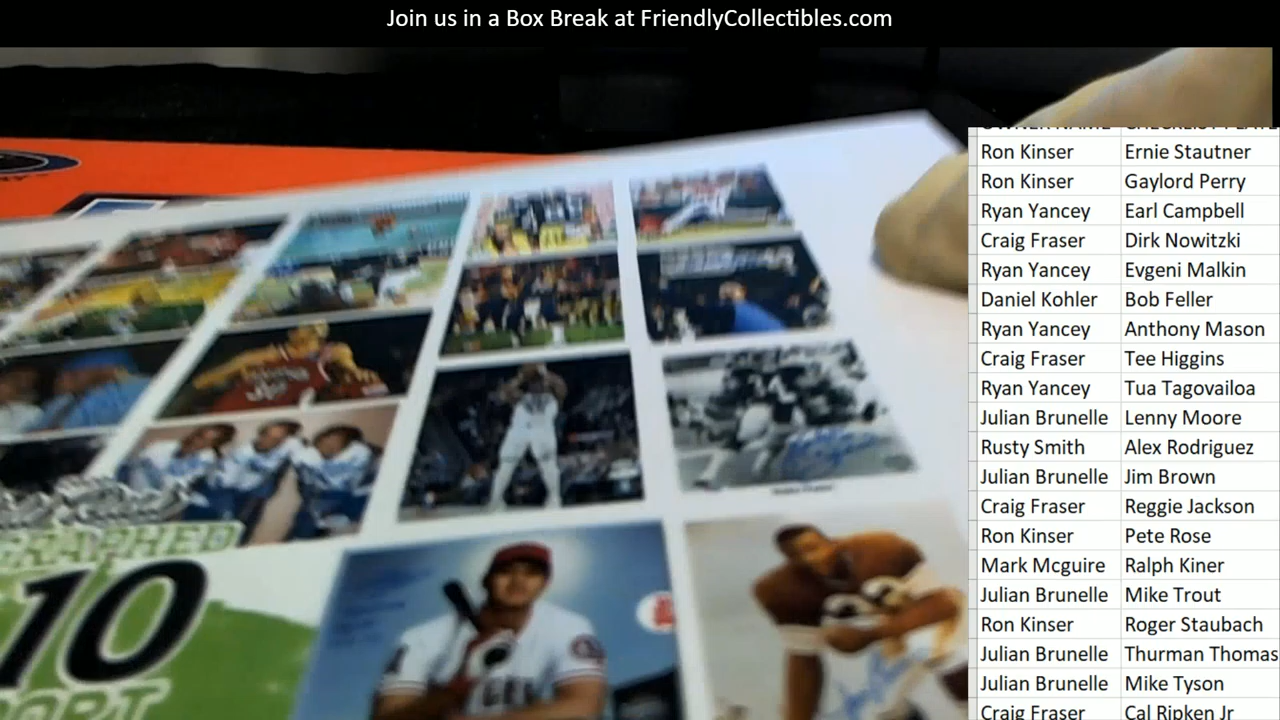 Join us in a Box Break at FriendlyCollectibles.com
OWNER NAME
Ron Kinser Ernie Stautner
Ron Kinser Gaylord Perry
Ryan Yancey Earl Campbell
Craig Fraser Dirk Nowitzki
Ryan Yancey Evgeni Malkin
Daniel Kohler Bob Feller
Ryan Yancey Anthony Mason
Craig Fraser Tee Higgins
Ryan Yancey Tua Tagovailoa
Julian Brunelle Lenny Moore
Rusty Smith Alex Rodriguez
Julian Brunelle Jim Brown
Craig Fraser Reggie Jackson
Ron Kinser Pete Rose
Mark Mcguire Ralph Kiner
Julian Brunelle Mike Trout
Ron Kinser Roger Staubach
Julian Brunelle Thurman Thomas
Julian Brunelle Mike Tyson
Craig Fraser Cal Ripken Jr
10